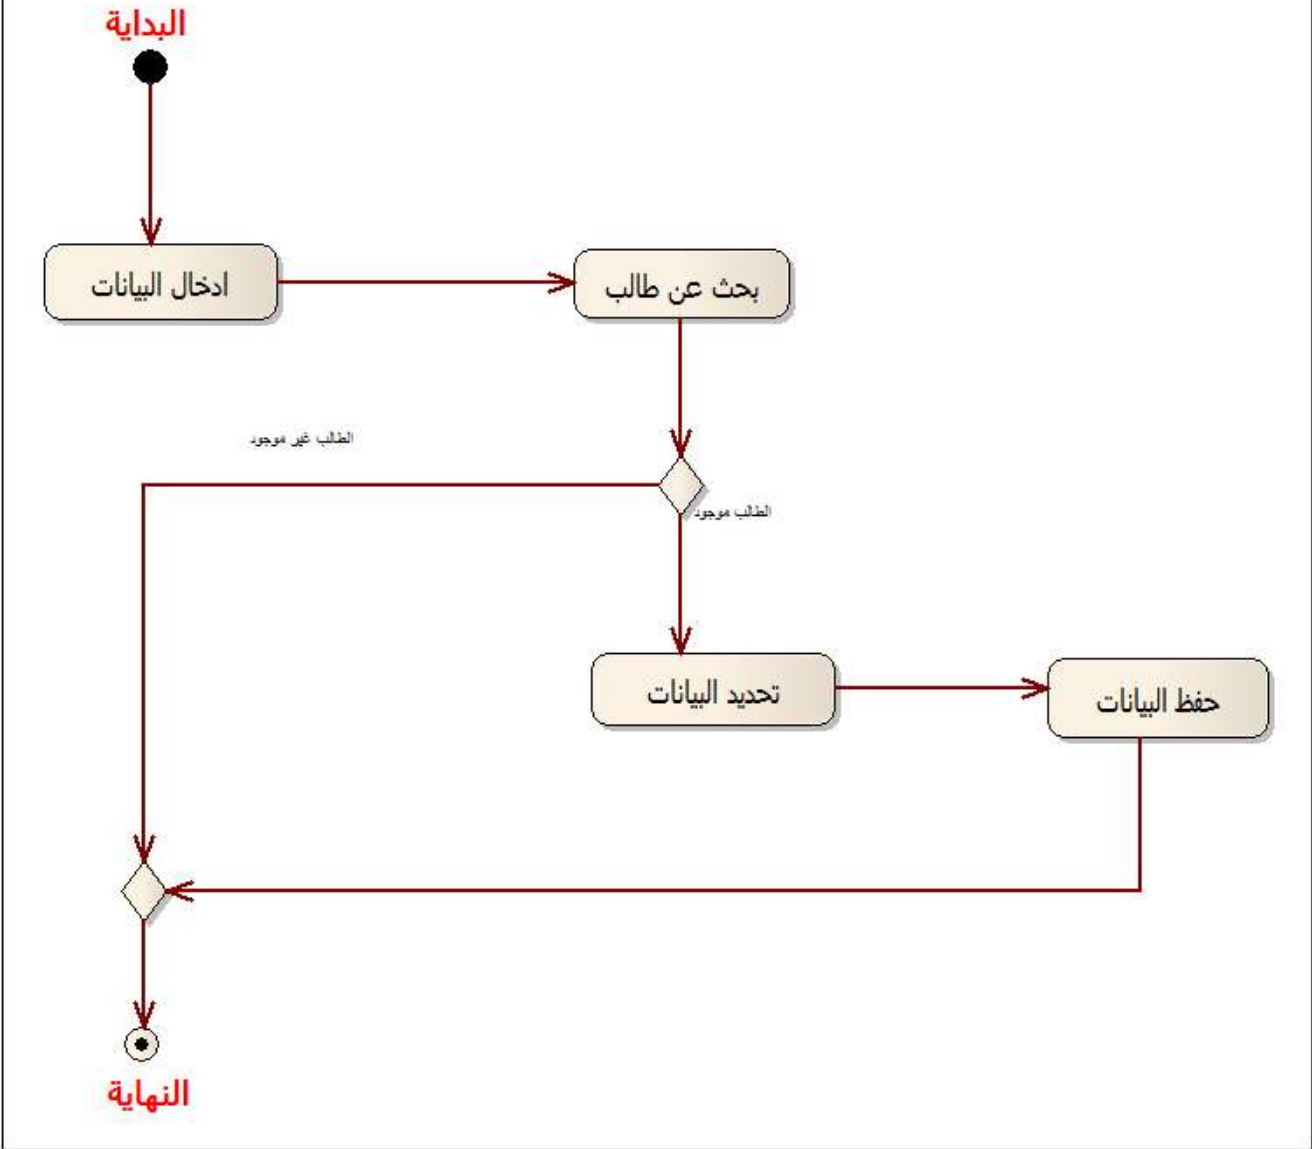 البداية
ادخال البيانات
بحث عن طالب
الطالب غير موجود
الطالب موجود
تحديد البيانات
حفظ البيانات
النهاية